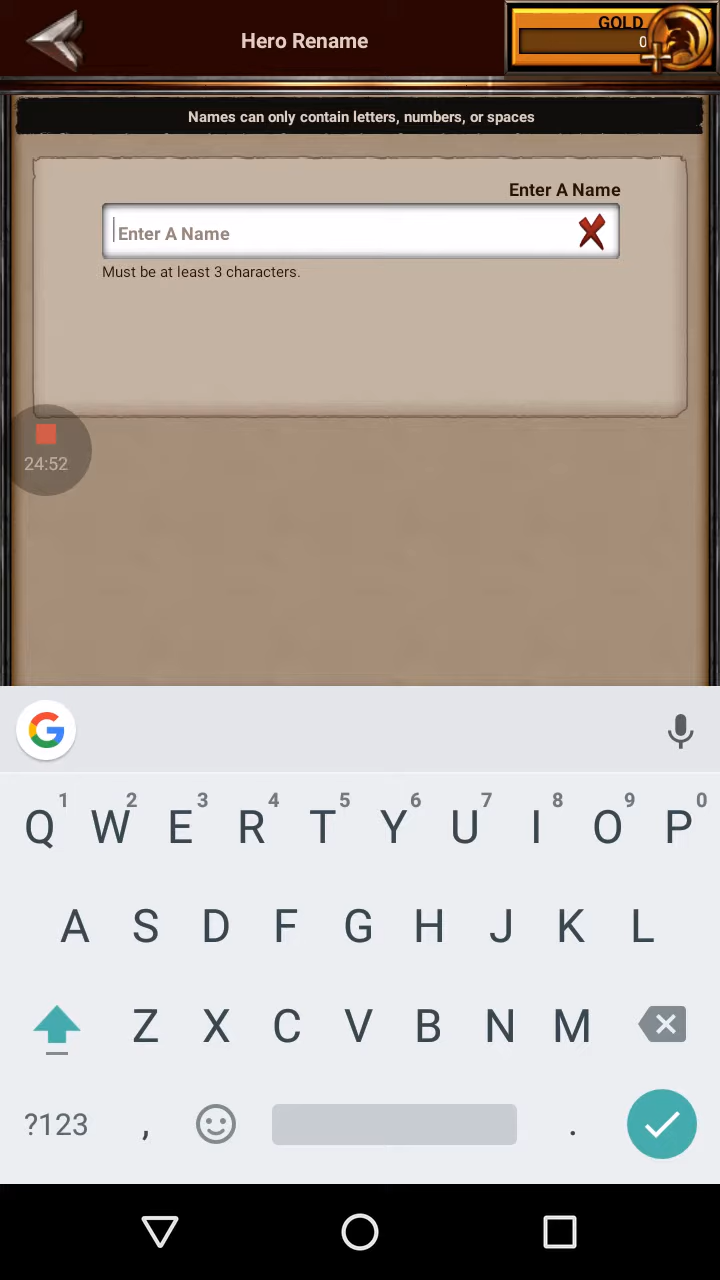 Hero Rename
GOLD
0
Names can only contain letters, numbers, or spaces
Enter A Name
Enter A Name
Must be at least 3 characters.
24:52
G
Q 1 W 2 E 3 R 4 T 5 Y 6 U 7 I 8 O 9 P 0
A S D F G H J K L
Z X C V B N M
?123 , .